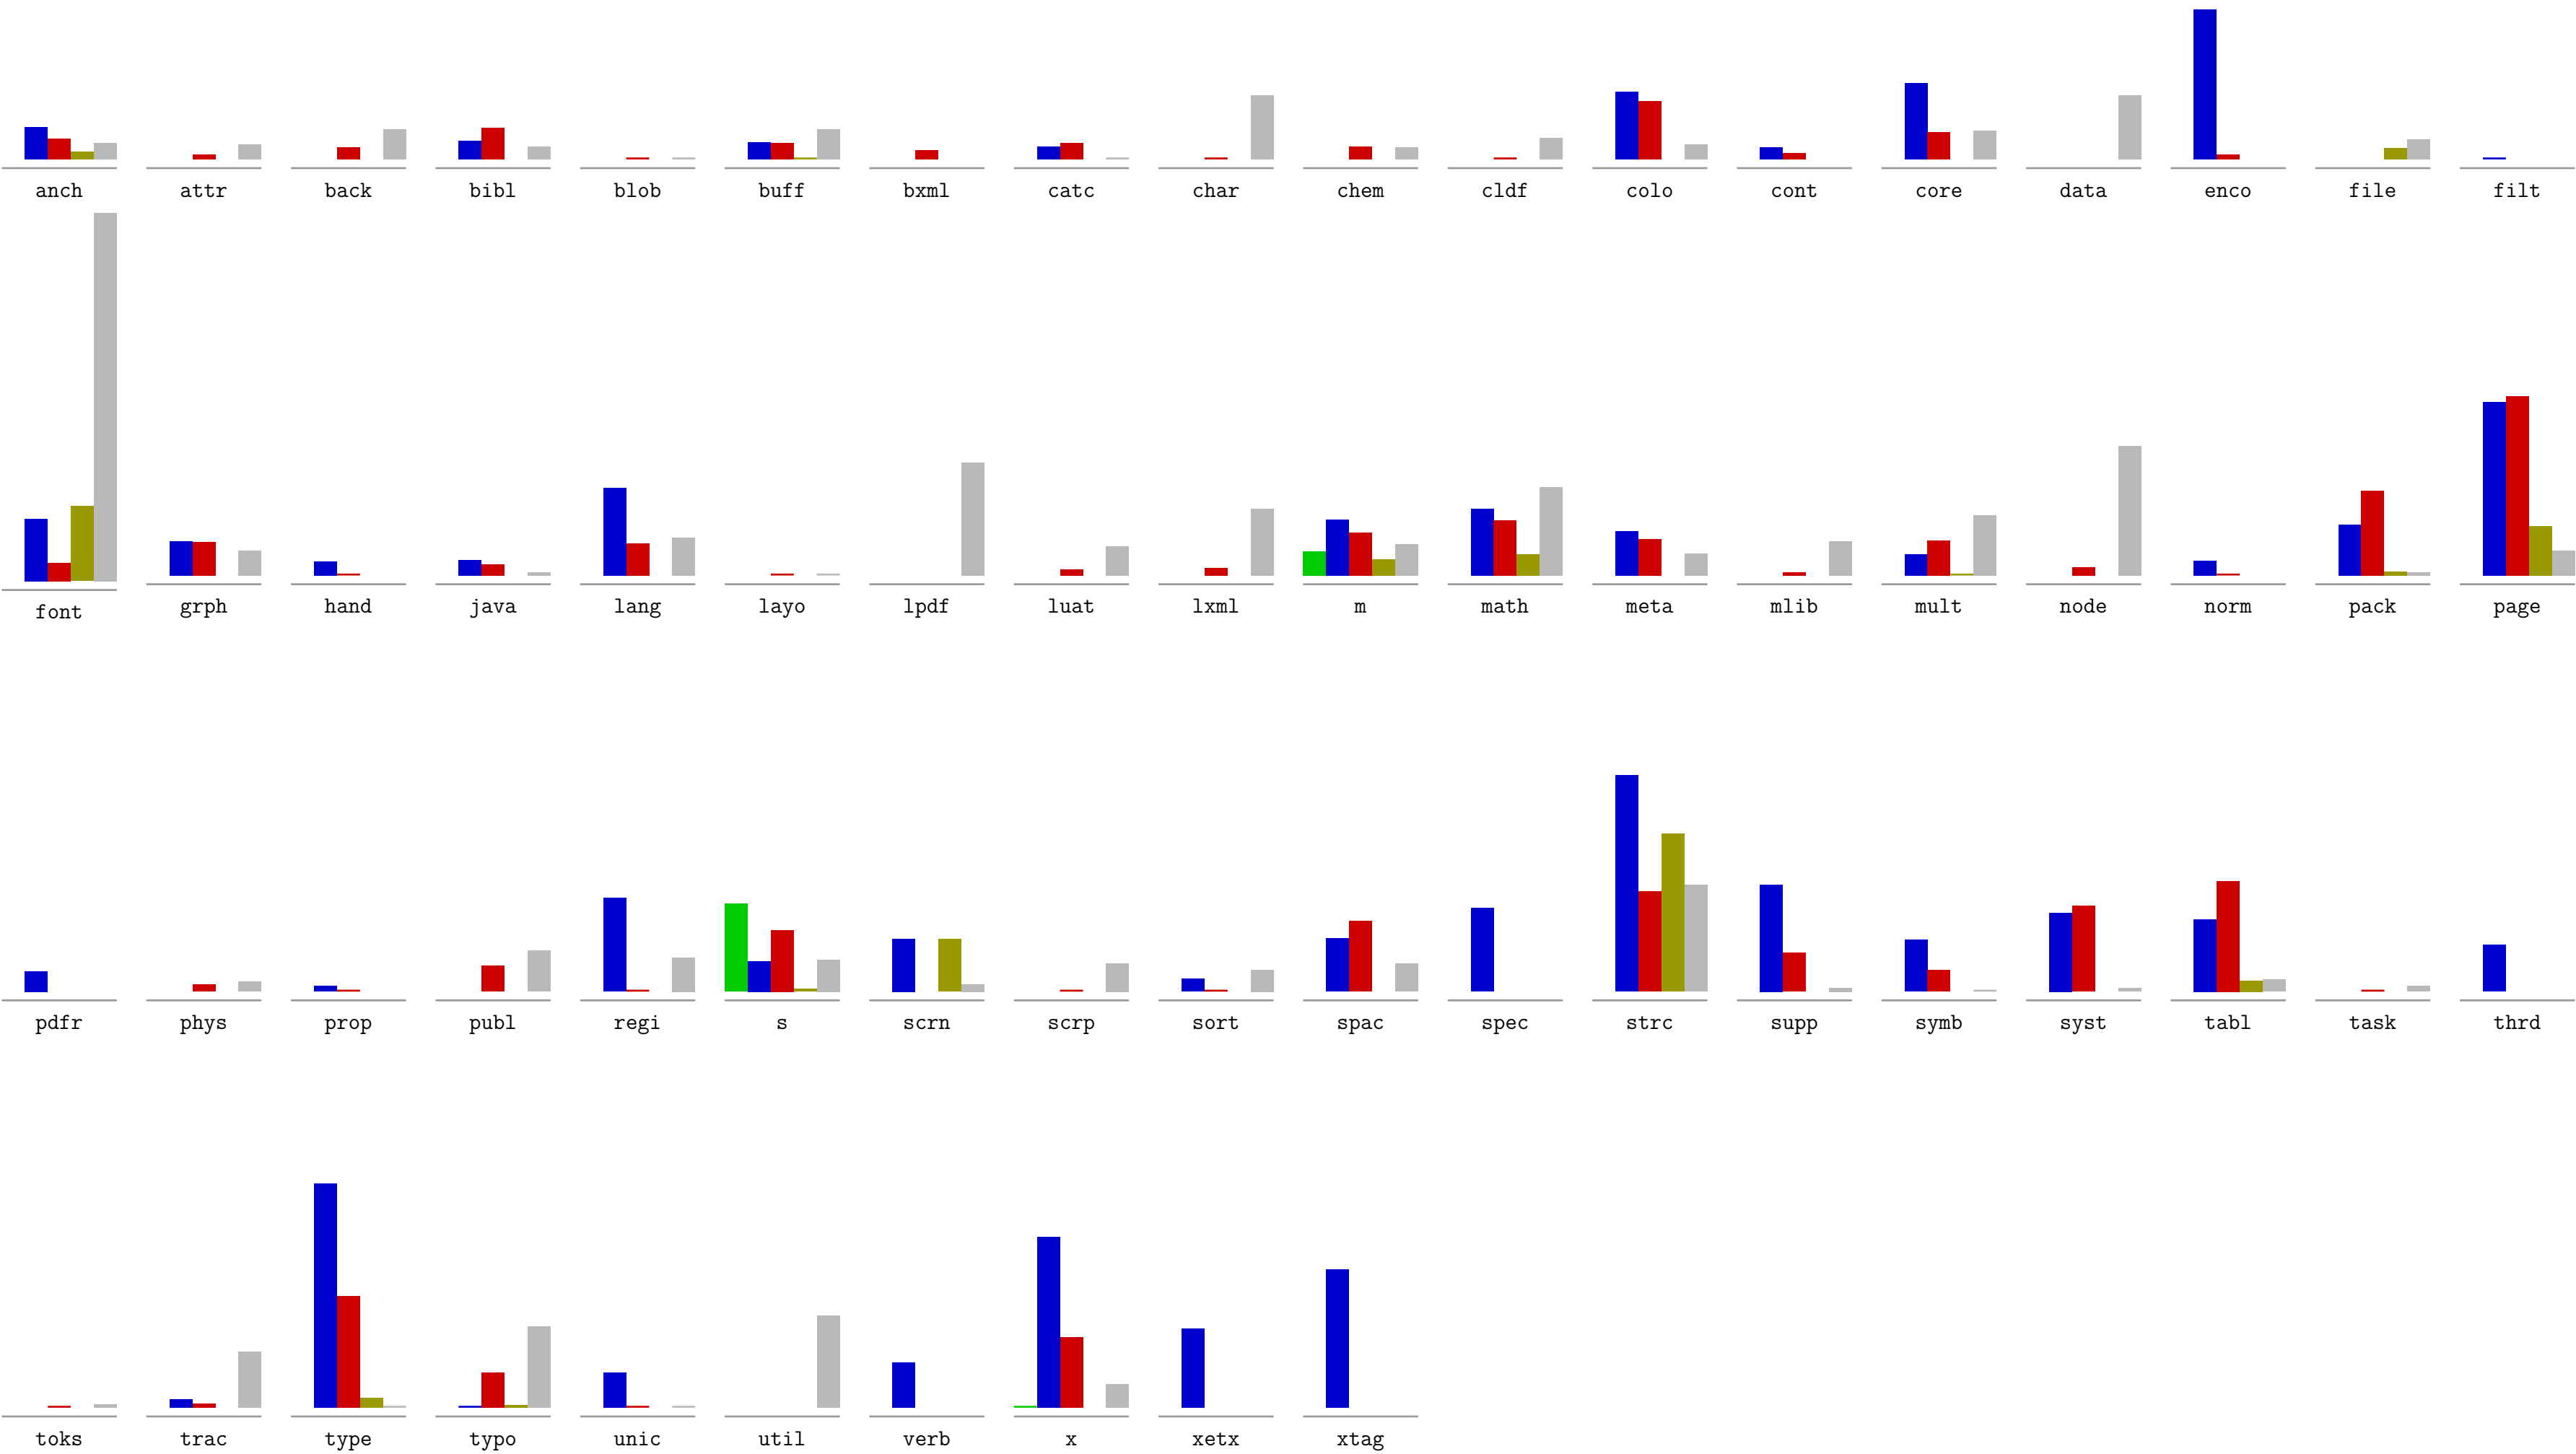 anch attr back bibl blob buff bxml catc char chem cldf colo cont core data enco file filt
font grph hand java lang layo lpdf luat lxml m math meta mlib mult node norm pack page
pdfr phys prop publ regi s scrn scrp sort spac spec strc supp symb syst tabl task thrd
toks trac type typo unic util verb x xetx xtag